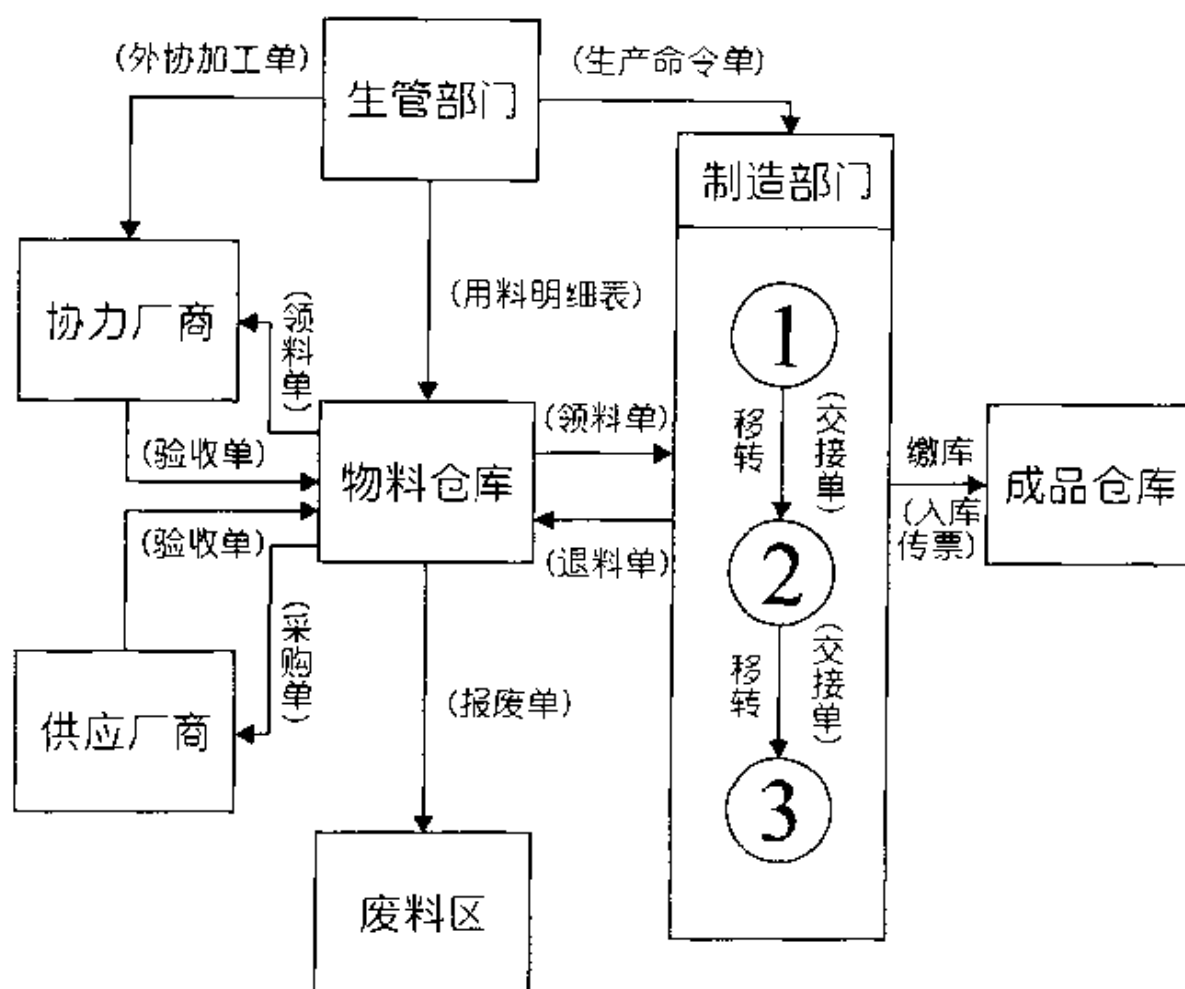 (外协加工单)
(生产命令单)
生管部门
制造部门
(用料明细表)
协力厂商
(领料单)
1
(领料单)
移转
(交接单)
(验收单)
物料仓库
缴库
(入库
传票)
成品仓库
(验收单)
(退料单)
2
(采购单)
移转
(交接单)
供应厂商
(报废单)
3
废料区